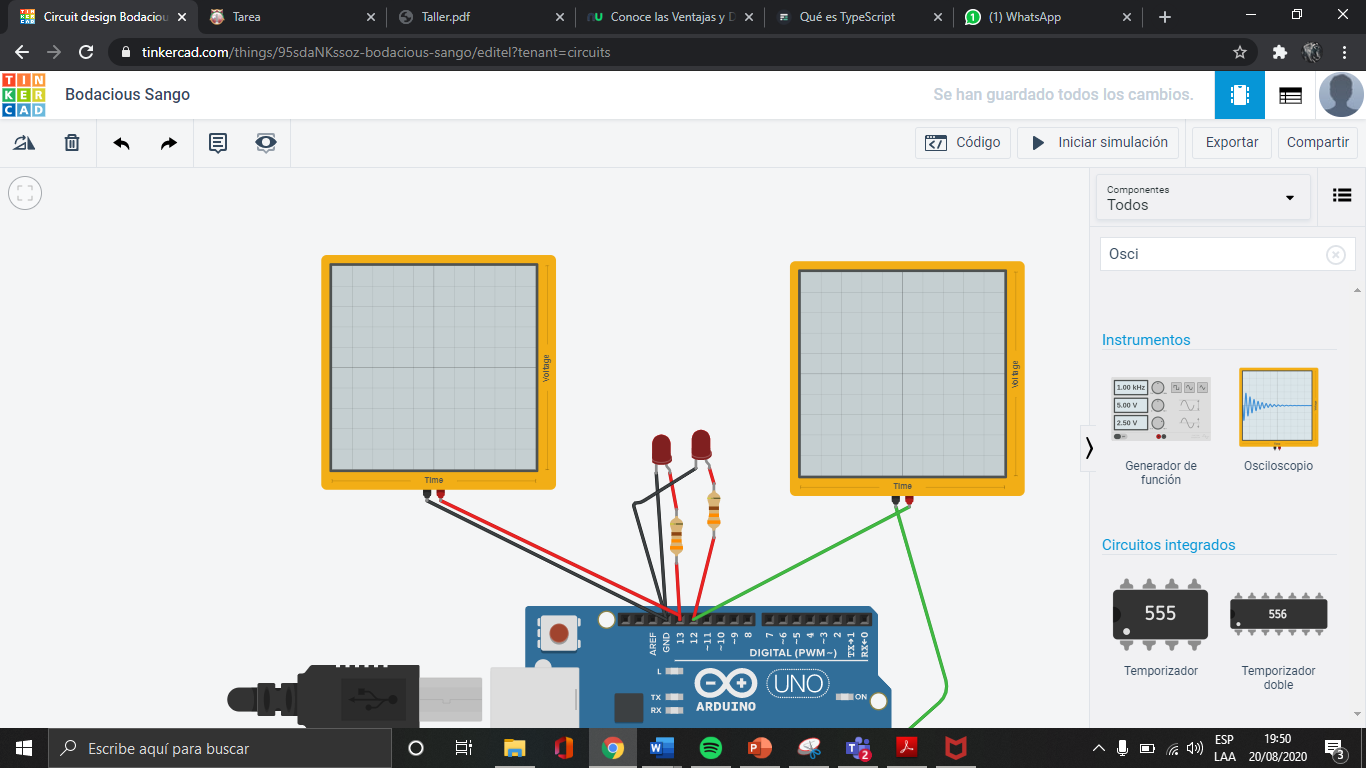 Circuit design Bodaciou
Tarea
Taller.pdf
Conoce las Ventajas y D
Qué es TypeScript
(1) WhatsApp
tinkercad.com/things/95sdaNKssoz-bodacious-sango/editel?tenant=circuits
TIN
KER
CAD
Bodacious Sango
Se han guardado todos los cambios.
Código
Iniciar simulación
Exportar
Compartir
Componentes
Todos
Osci
Voltage
Time
Voltage
Time
Instrumentos
1.00 kHz
5.00 V
2.50 V
Generador de
función
Osciloscopio
Circuitos integrados
555
Temporizador
556
Temporizador
doble
AREF
GND
13
12
~11
~10
~9
8
7
~6
~5
4
~3
2
TX→1
RX←0
DIGITAL (PWM~)
L
TX
RX
UNO
ARDUINO
ON
Escribe aquí para buscar
2
ESP
LAA
19:50
20/08/2020
3